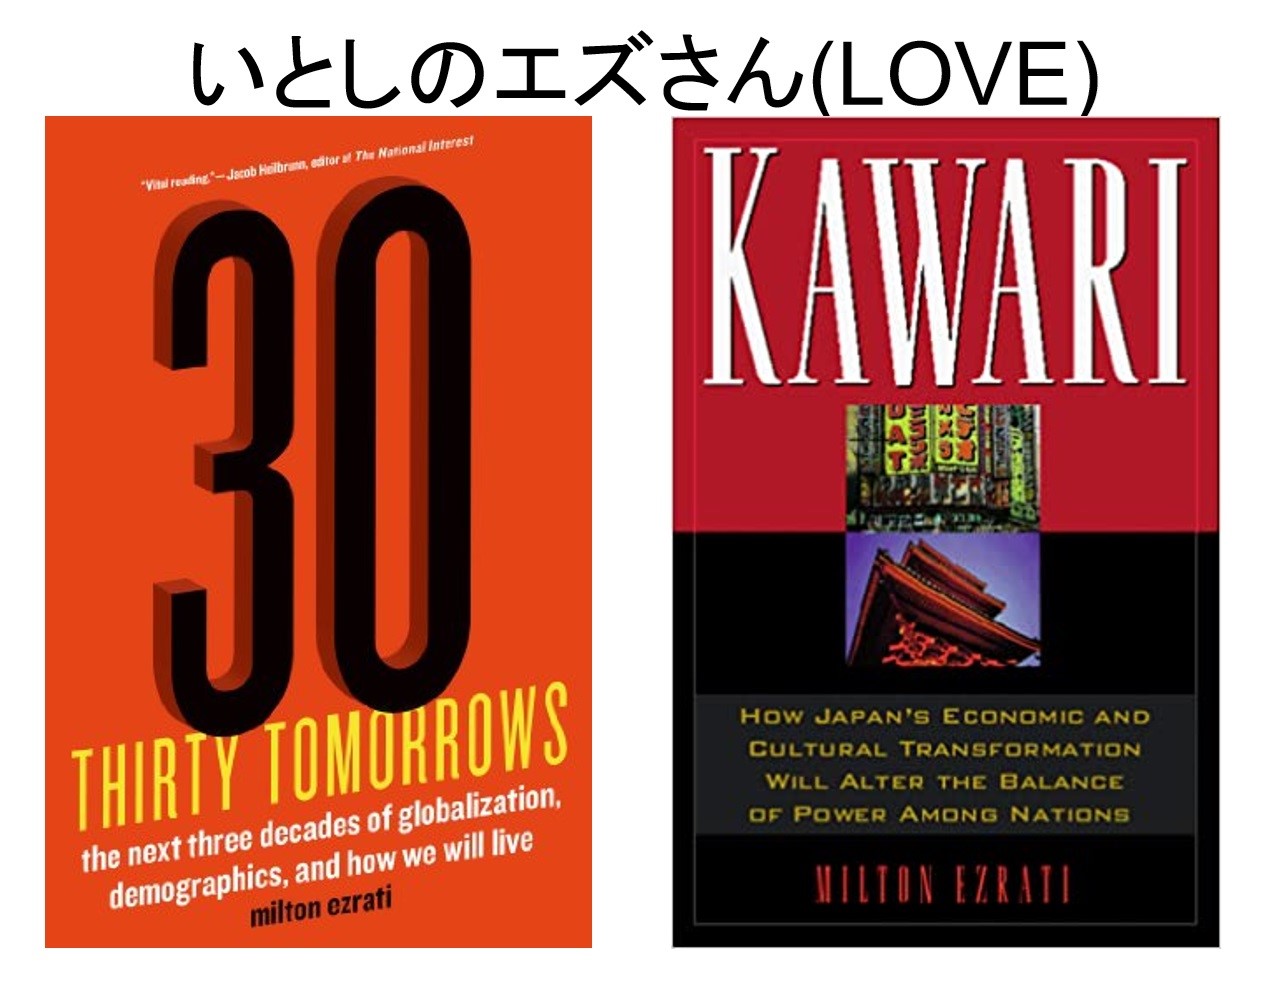 いとしのエズさん(LOVE)
"Vital reading."—Jacob Heilbrunn, editor of The National Interest
30
THIRTY TOMORROWS
the next three decades of globalization,
demographics, and how we will live
milton ezrati
KAWARI
HOW JAPAN'S ECONOMIC AND
CULTURAL TRANSFORMATION
WILL ALTER THE BALANCE
OF POWER AMONG NATIONS
MILTON EZRATI